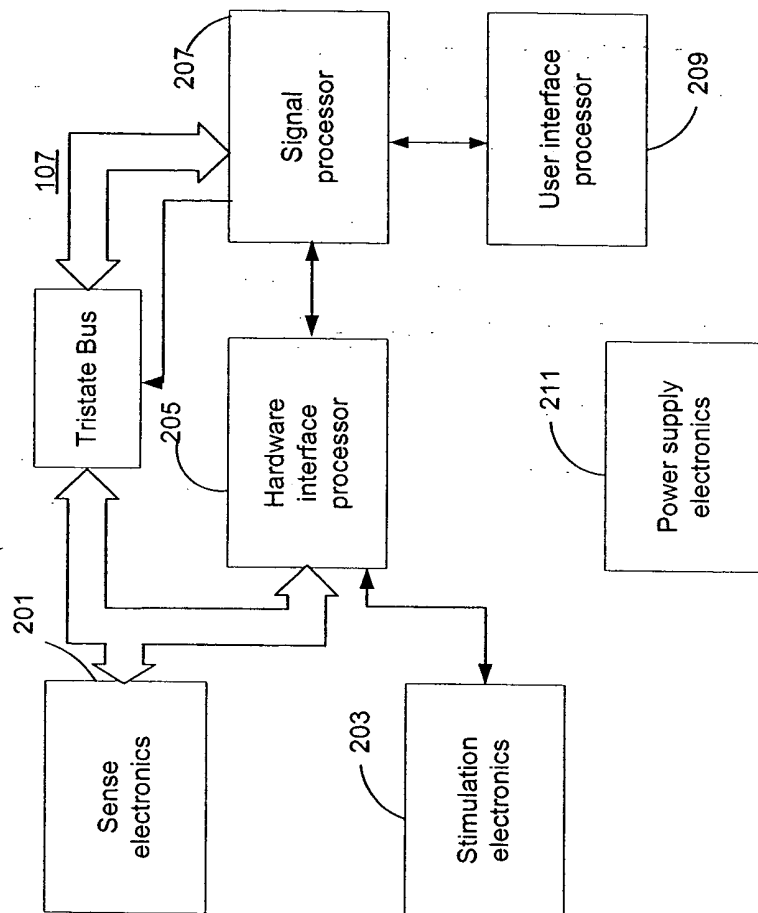 107
207
Signal
processor
209
User interface
processor
Tristate Bus
205
Hardware
interface
processor
211
Power supply
electronics
201
Sense
electronics
203
Stimulation
electronics